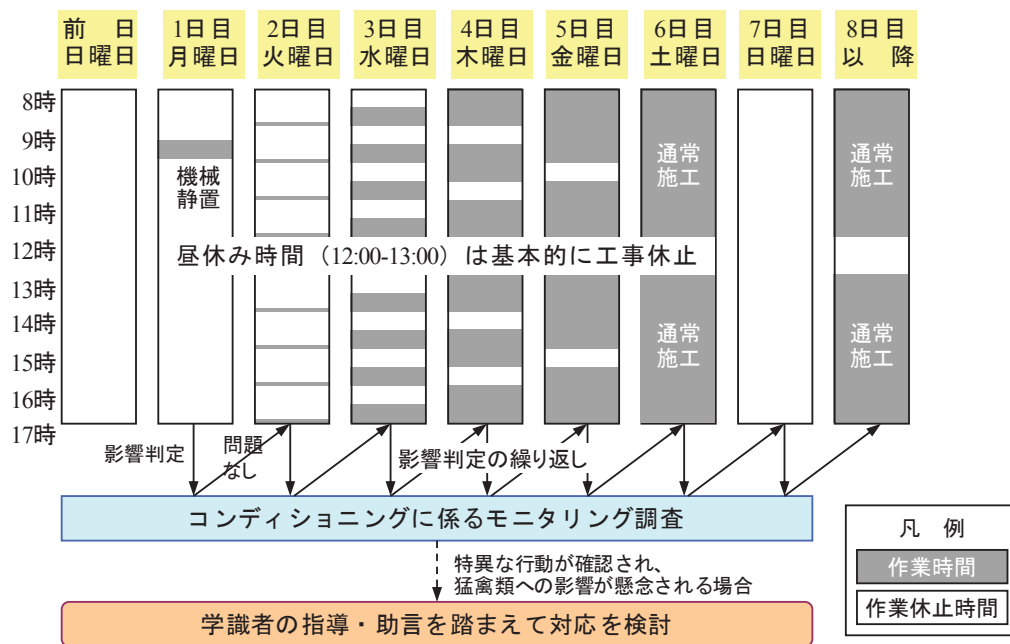 前　日
日曜日
1日目
月曜日
2日目
火曜日
3日目
水曜日
4日目
木曜日
5日目
金曜日
6日目
土曜日
7日目
日曜日
8日目
以　降
8時
9時
10時
11時
12時
13時
14時
15時
16時
17時
機械
静置
通常
施工
通常
施工
昼休み時間（12:00-13:00）は基本的に工事休止
通常
施工
通常
施工
影響判定
問題
なし
影響判定の繰り返し
コンディショニングに係るモニタリング調査
特異な行動が確認され、
猛禽類への影響が懸念される場合
学識者の指導・助言を踏まえて対応を検討
凡　例
作業時間
作業休止時間